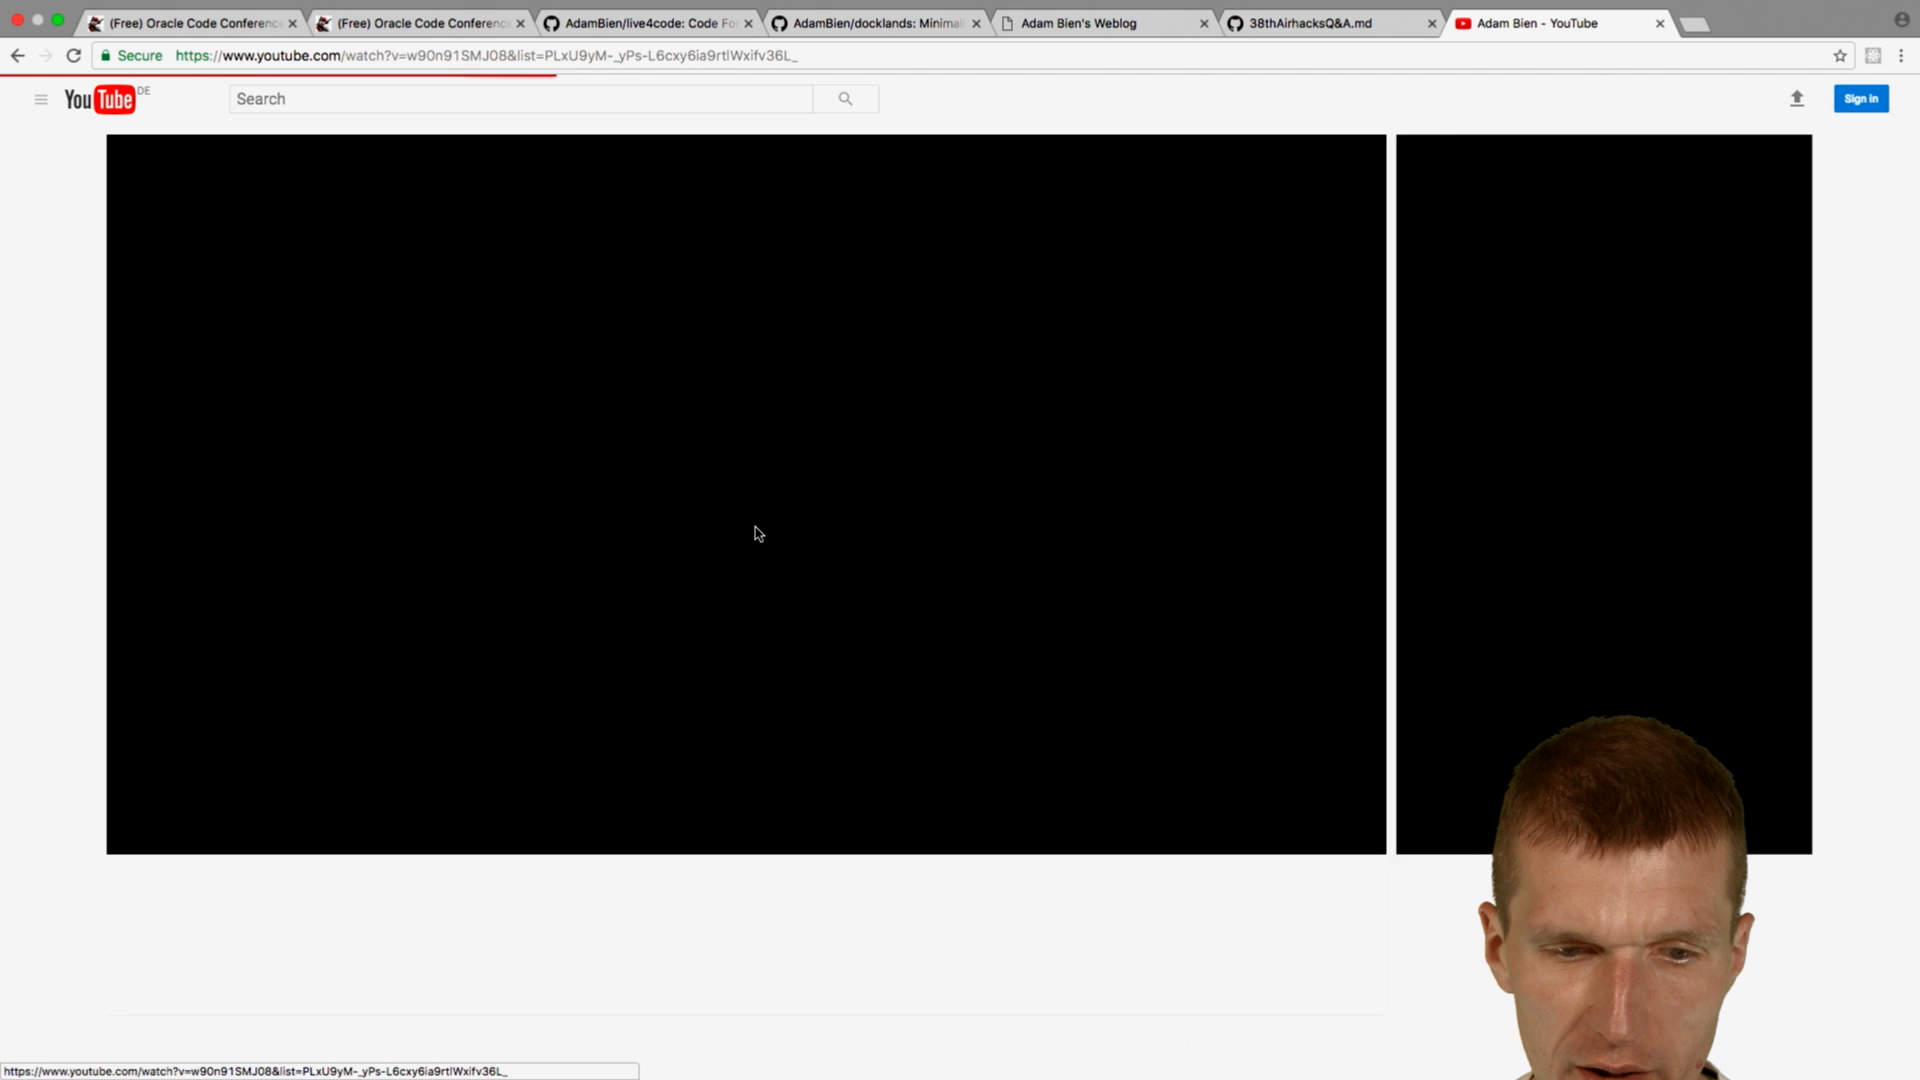 (Free) Oracle Code Conferenc
(Free) Oracle Code Conferenc
AdamBien/live4code: Code Fo
AdamBien/docklands: Minimal
Adam Bien's Weblog
38thAirhacksQ&A.md
Adam Bien - YouTube
Secure https://www.youtube.com/watch?v=w90n91SMJ08&list=PLxU9yM-_yPs-L6cxy6ia9rtlWxifv36L_
YouTube DE
Search
Sign in
https://www.youtube.com/watch?v=w90n91SMJ08&list=PLxU9yM-_yPs-L6cxy6ia9rtlWxifv36L_